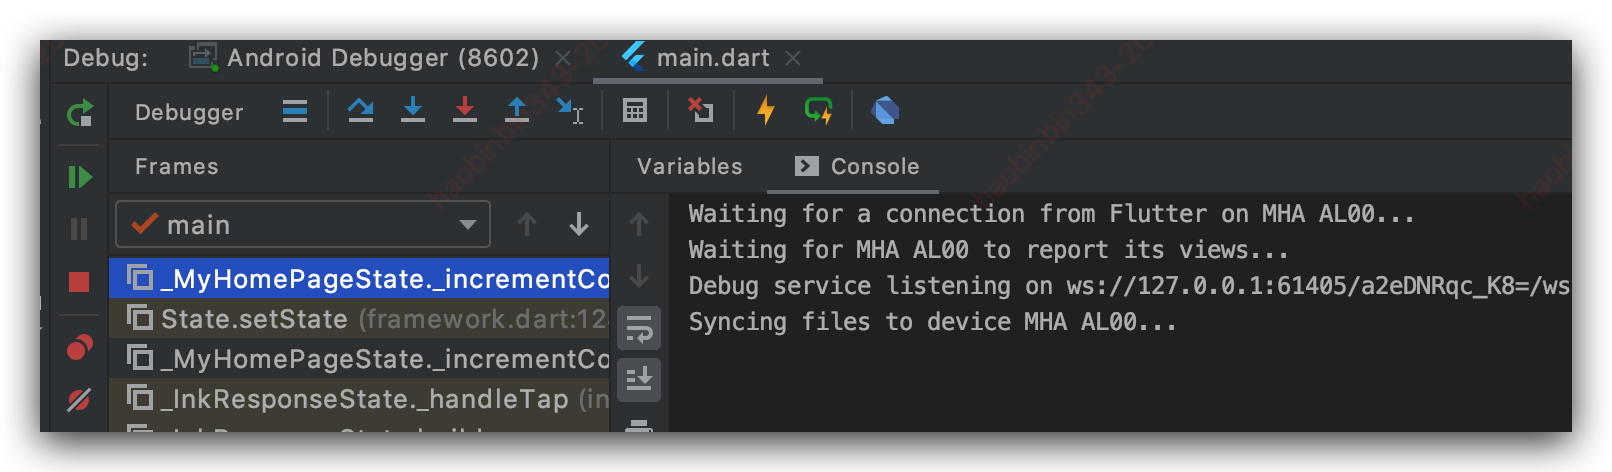 Debug: Android Debugger (8602) main.dart
Debugger
Frames Variables Console
main
_MyHomePageState._incrementCo
State.setState (framework.dart:12
_MyHomePageState._incrementCo
_InkResponseState._handleTap (in
Waiting for a connection from Flutter on MHA AL00...
Waiting for MHA AL00 to report its views...
Debug service listening on ws://127.0.0.1:61405/a2eDNRqc_K8=/ws
Syncing files to device MHA AL00...
haobinbin343-20